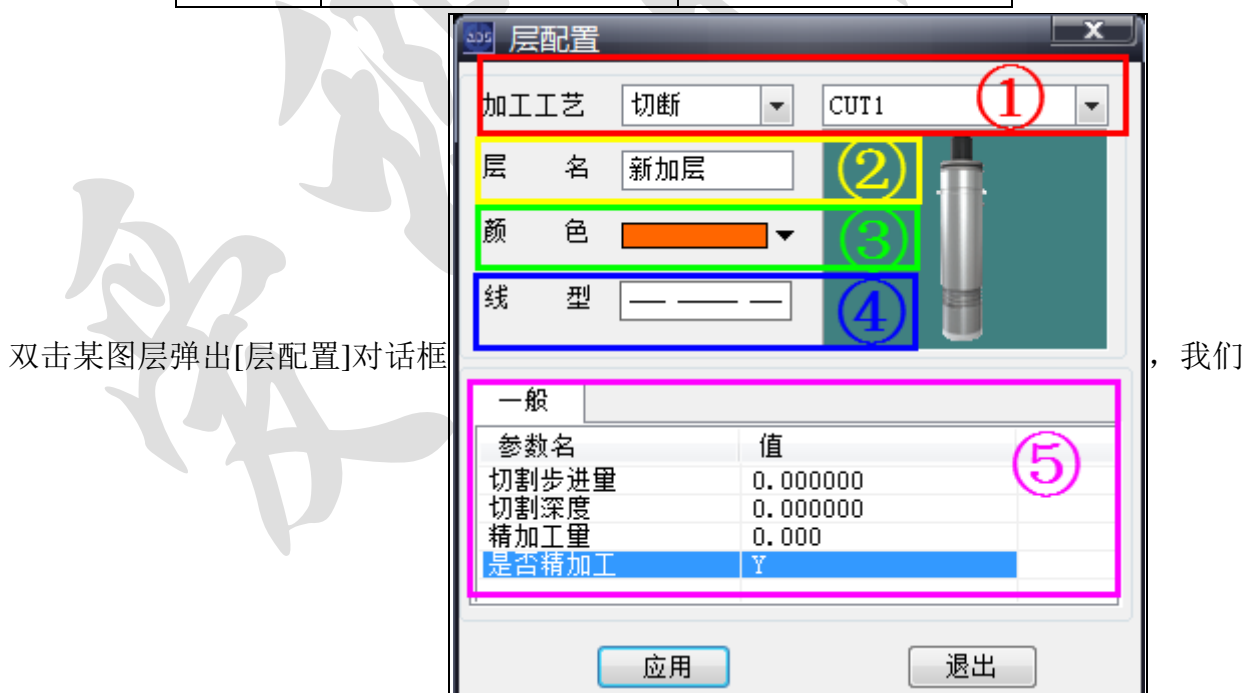 ADS 层配置 x
加工工艺 切断 CUT1 ①
层 名 新加层 ②
颜 色 ③
线 型 ④
双击某图层弹出[层配置]对话框 ，我们
一般
参数名 值 ⑤
切割步进量 0.000000
切割深度 0.000000
精加工量 0.000
是否精加工 Y
应用 退出